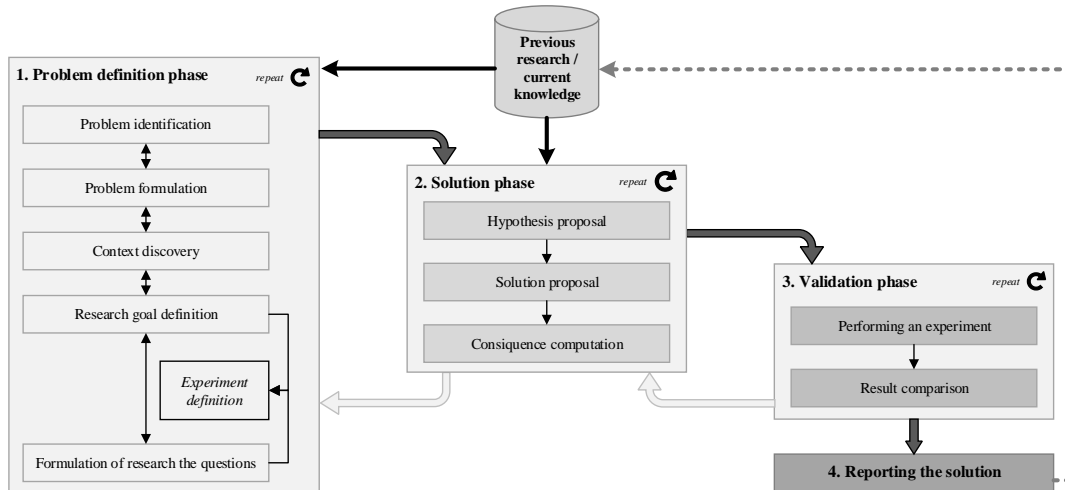 Previous
research /
current
knowledge
1. Problem definition phase
repeat
Problem identification
Problem formulation
Context discovery
Research goal definition
Experiment
definition
Formulation of research the questions
2. Solution phase
repeat
Hypothesis proposal
Solution proposal
Consiquence computation
3. Validation phase
repeat
Performing an experiment
Result comparison
4. Reporting the solution